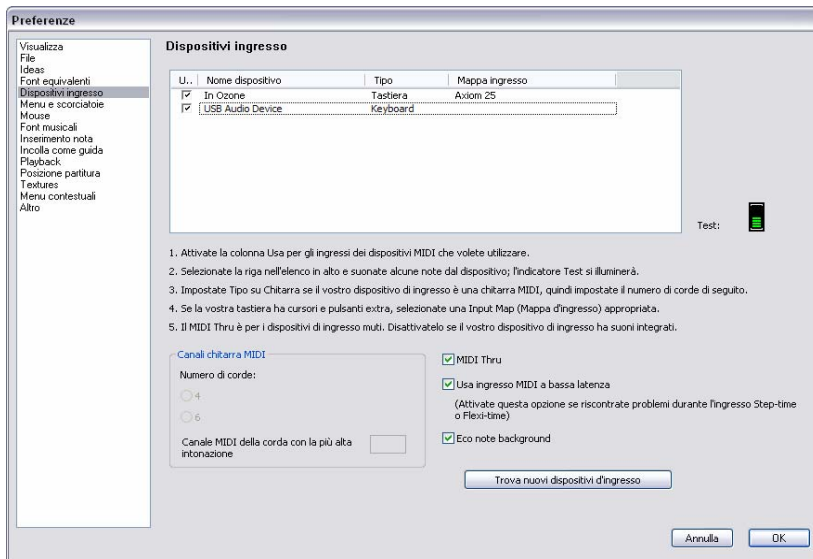 Preferenze
Visualizza
File
Ideas
Font equivalenti
Dispositivi ingresso
Menu e scorciatoie
Mouse
Font musicali
Inserimento nota
Incolla come guida
Playback
Posizione partitura
Textures
Menu contestuali
Altro
Dispositivi ingresso
U.. Nome dispositivo Tipo Mappa ingresso
In Ozone Tastiera Axiom 25
USB Audio Device Keyboard
Test:
1. Attivate la colonna Usa per gli ingressi dei dispositivi MIDI che volete utilizzare.
2. Selezionate la riga nell'elenco in alto e suonate alcune note dal dispositivo; l'indicatore Test si illuminerà.
3. Impostate Tipo su Chitarra se il vostro dispositivo di ingresso è una chitarra MIDI, quindi impostate il numero di corde di seguito.
4. Se la vostra tastiera ha cursori e pulsanti extra, selezionate una Input Map (Mappa d'ingresso) appropriata.
5. Il MIDI Thru è per i dispositivi di ingresso muti. Disattivatelo se il vostro dispositivo di ingresso ha suoni integrati.
Canali chitarra MIDI
Numero di corde:
4
6
Canale MIDI della corda con la più alta
intonazione
MIDI Thru
Usa ingresso MIDI a bassa latenza
(Attivate questa opzione se riscontrate problemi durante l'ingresso Step-time
o Flexi-time)
Eco note background
Trova nuovi dispositivi d'ingresso
Annulla
OK